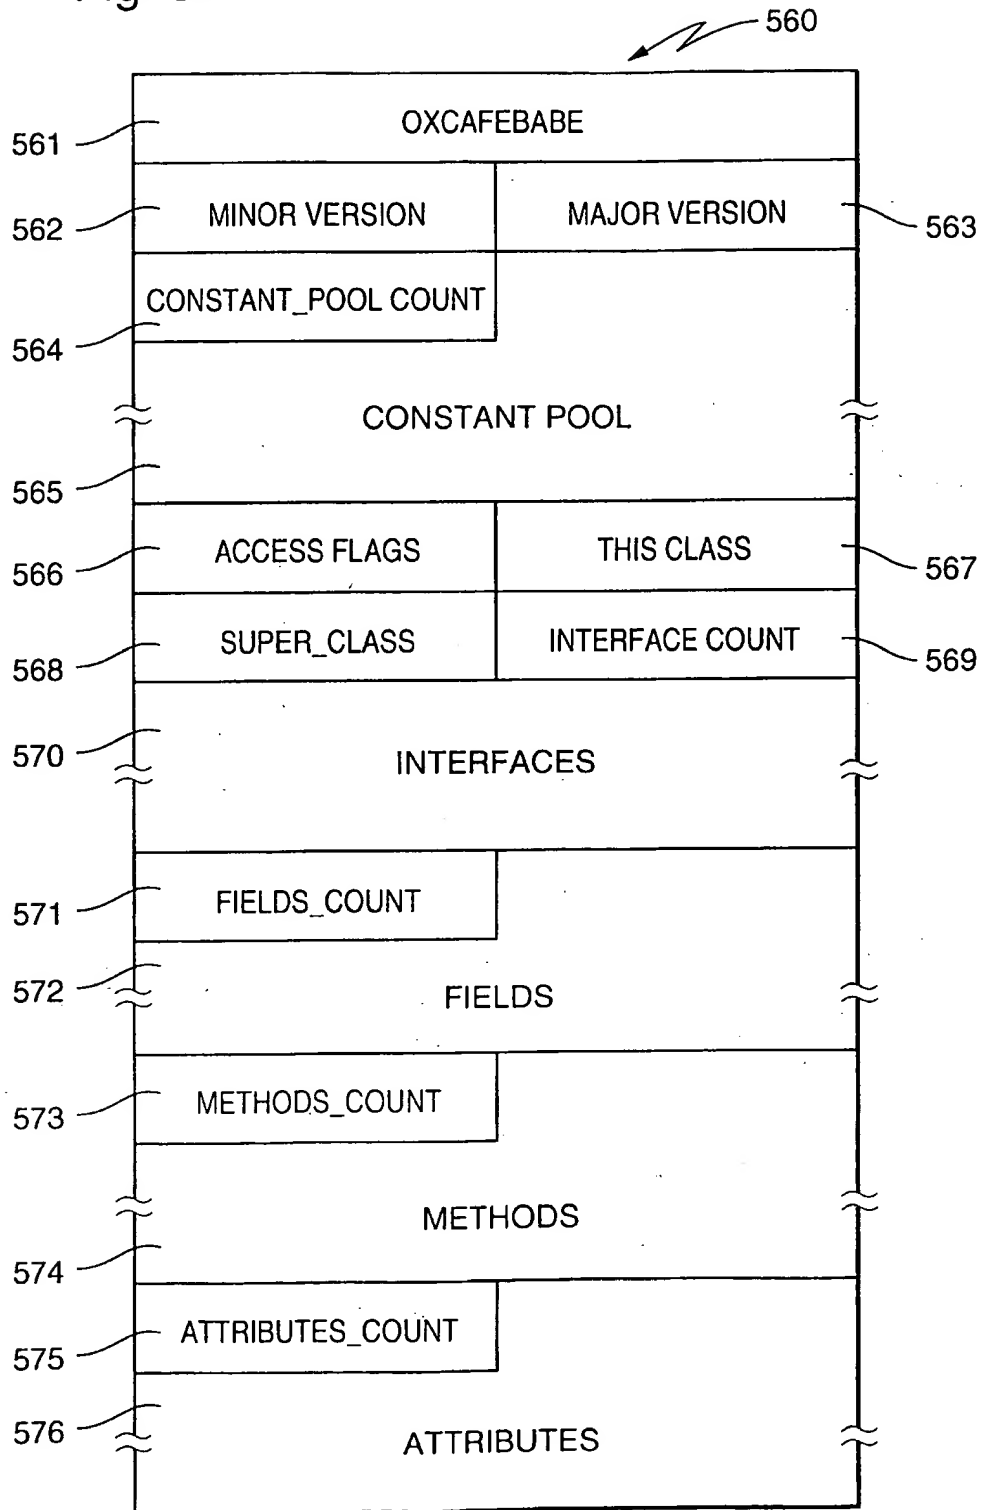 Fig
560
OXCAFEBABE
561
MINOR VERSION
MAJOR VERSION
562
563
CONSTANT_POOL COUNT
564
CONSTANT POOL
565
ACCESS FLAGS
THIS CLASS
566
567
SUPER_CLASS
INTERFACE COUNT
568
569
570
INTERFACES
FIELDS_COUNT
571
572
FIELDS
METHODS_COUNT
573
METHODS
574
ATTRIBUTES_COUNT
575
576
ATTRIBUTES